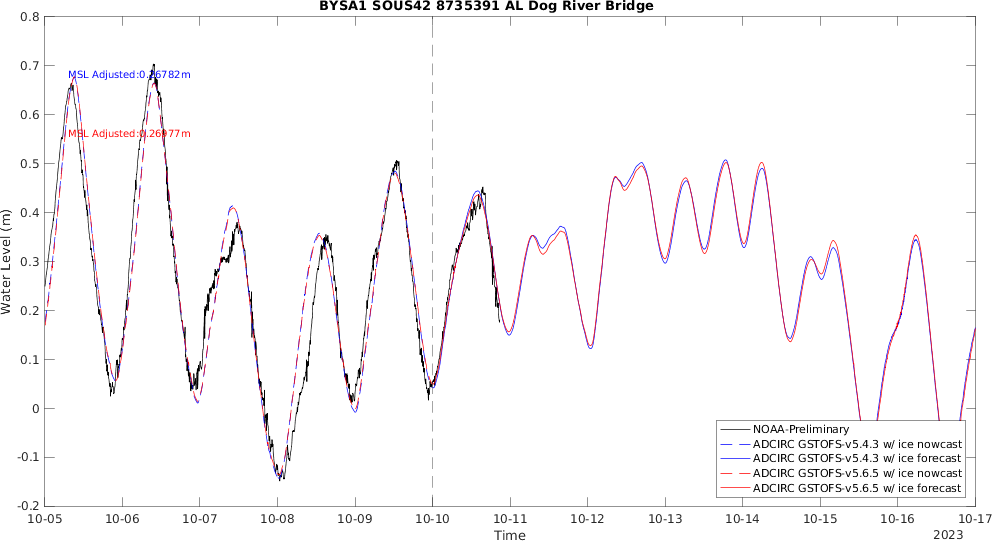 BYSA1 SOUS42 8735391 AL Dog River Bridge
0.8
0.7
0.6
0.5
0.4
0.3
0.2
0.1
0
-0.1
-0.2
Water Level (m)
MSL Adjusted:0.26782m
MSL Adjusted:0.26977m
NOAA-Preliminary
ADCIRC GSTOFS-v5.4.3 w/ ice nowcast
ADCIRC GSTOFS-v5.4.3 w/ ice forecast
ADCIRC GSTOFS-v5.6.5 w/ ice nowcast
ADCIRC GSTOFS-v5.6.5 w/ ice forecast
10-05 10-06 10-07 10-08 10-09 10-10 10-11 10-12 10-13 10-14 10-15 10-16 10-17
Time
2023